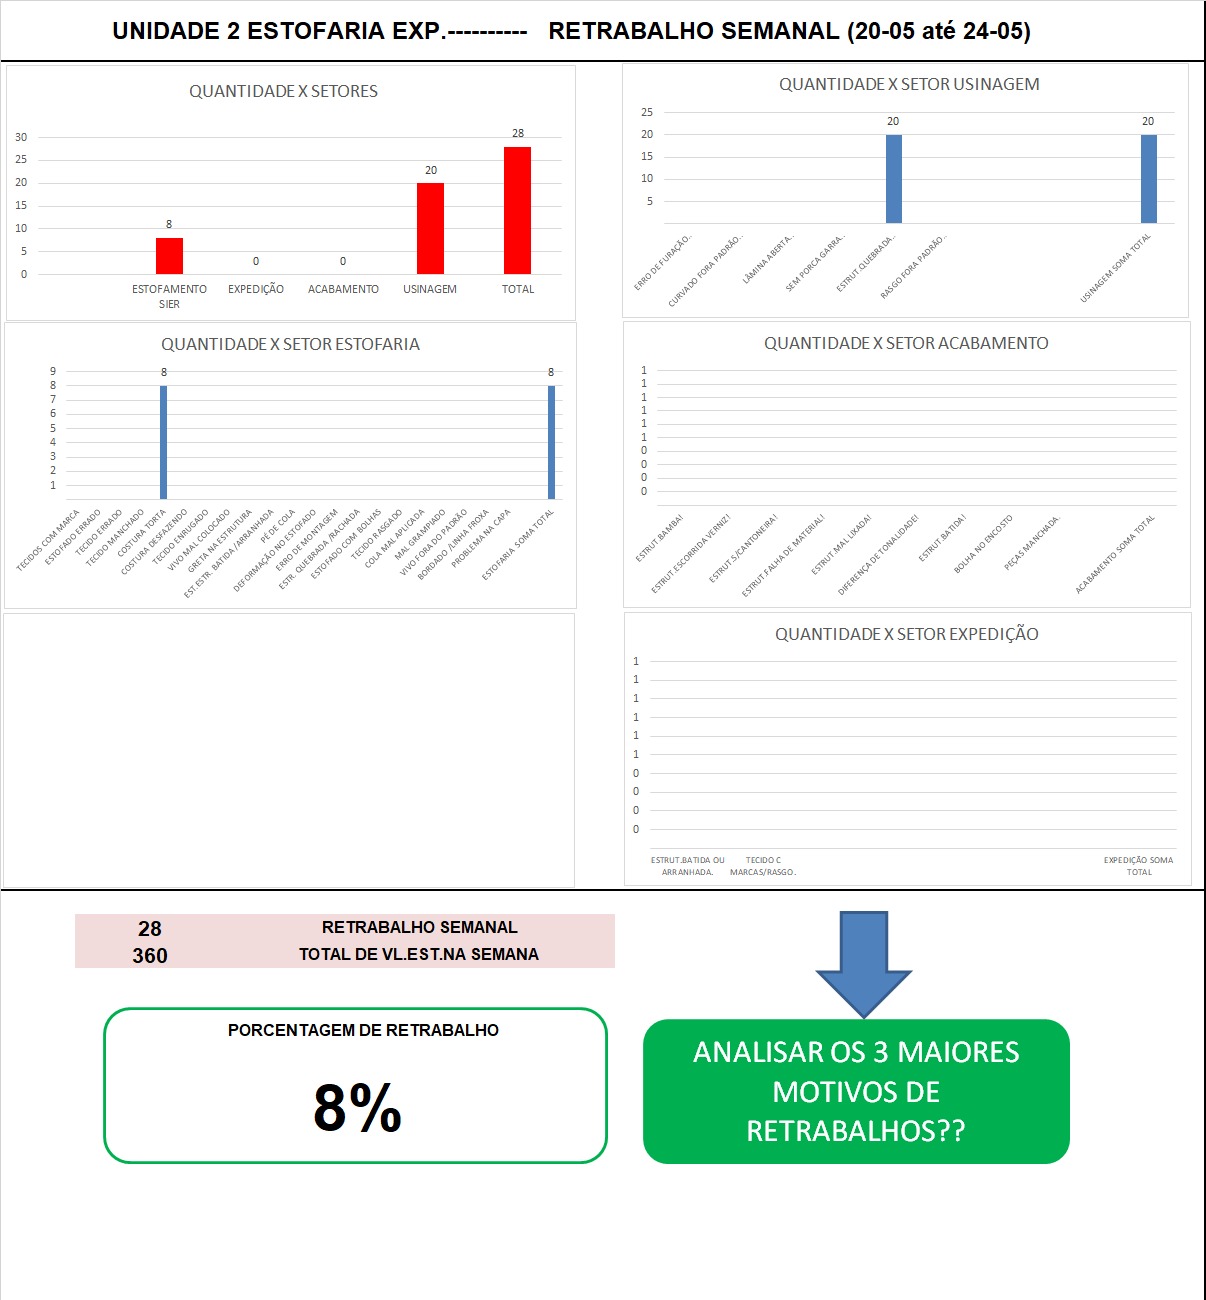 UNIDADE 2 ESTOFARIA EXP.---------- RETRABALHO SEMANAL (20-05 até 24-05)
QUANTIDADE X SETORES
30
25
20
15
10
5
0
8
0
0
20
28
ESTOFAMENTO SIER
EXPEDIÇÃO
ACABAMENTO
USINAGEM
TOTAL
QUANTIDADE X SETOR USINAGEM
25
20
15
10
5
20
20
ERRO DE FURAÇÃO..
CURVADO FORA PADRÃO..
LÂMINA ABERTA..
SEM PORCA GARRA..
ESTRUT.QUEBRADA..
RASGO FORA PADRÃO..
USINAGEM SOMA TOTAL
QUANTIDADE X SETOR ESTOFARIA
9
8
7
6
5
4
3
2
1
8
8
TECIDOS COM MARCA
ESTOFADO ERRADO
TECIDO ERRADO
TECIDO MANCHADO
COSTURA TORTA
COSTURA DESFAZENDO
TECIDO ENRUGADO
VIVO MAL COLOCADO
GRETA NA ESTRUTURA
EST.ESTR. BATIDA /ARRANHADA
PÉ DE COLA
DEFORMAÇÃO NO ESTOFADO
ERRO DE MONTAGEM
ESTR. QUEBRADA /RACHADA
ESTOFADO COM BOLHAS
TECIDO RASGADO
COLA MAL APLICADA
MAL GRAMPIADO
VIVO FORA DO PADRÃO
BORDADO /LINHA FROXA
PROBLEMA NA CAPA
ESTOFARIA SOMA TOTAL
QUANTIDADE X SETOR ACABAMENTO
1
1
1
1
1
1
0
0
0
0
ESTRUT.BAMBA!
ESTRUT.ESCORRIDA VERNIZ!
ESTRUT.S/CANTONEIRA!
ESTRUT.FALHA DE MATERIAL!
ESTRUT.MAL LIXADA!
DIFERENÇA DE TONALIDADE!
ESTRUT.BATIDA!
BOLHA NO ENCOSTO
PEÇAS MANCHADA.
ACABAMENTO SOMA TOTAL
QUANTIDADE X SETOR EXPEDIÇÃO
1
1
1
1
1
1
0
0
0
0
ESTRUT.BATIDA OU
ARRANHADA.
TECIDO C
MARCAS/RASGO.
EXPEDIÇÃO SOMA
TOTAL
28 RETRABALHO SEMANAL
360 TOTAL DE VL.EST.NA SEMANA
PORCENTAGEM DE RETRABALHO
8%
ANALISAR OS 3 MAIORES
MOTIVOS DE
RETRABALHOS??